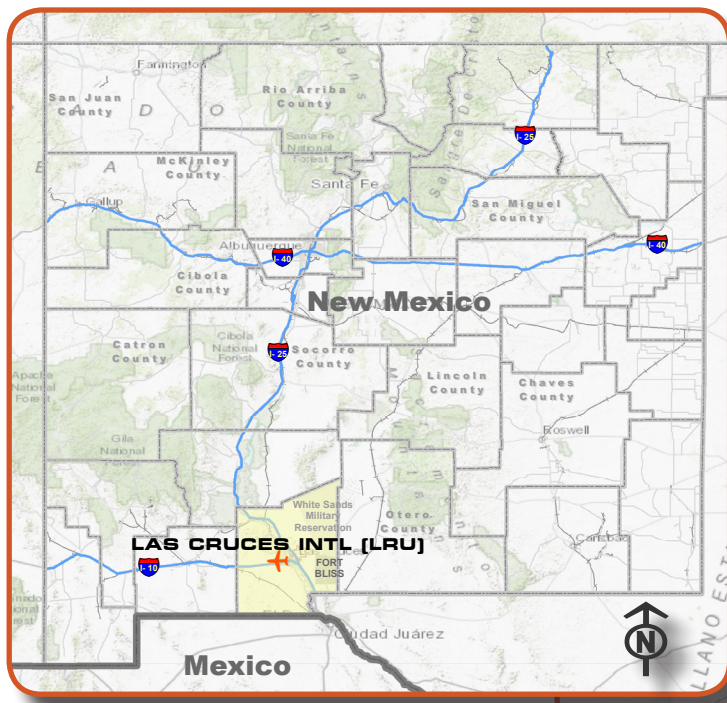 Farmington
San Juan
County
Rio Arriba
County
I- 25
Santa Fe
National
Forest
McKinley
County
Santa Fe
Gallup
San Miguel
County
Albuquerque
I- 40
I- 40
Cibola
County
New Mexico
Cibola
National
Forest
I- 25
Socorro
County
Catron
County
Lincoln
County
Chaves
County
Apache
National
Forest
Roswell
Gila
National
White Sands
Military
Reservation
Otero
County
LAS CRUCES INTL (LRU)
Carlsbad
FORT
BLISS
I- 10
N
Ciudad Juárez
Mexico
LLANO EST